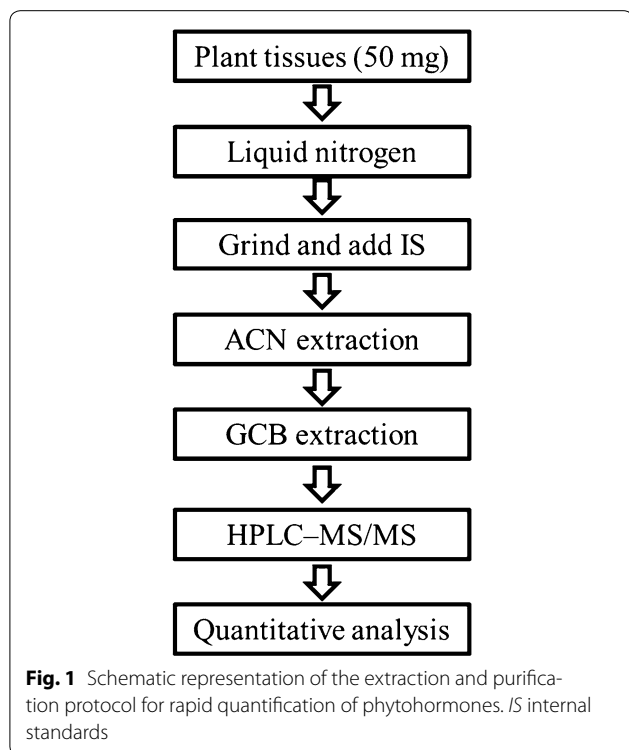 Plant tissues (50 mg)
Liquid nitrogen
Grind and add IS
ACN extraction
GCB extraction
HPLC–MS/MS
Quantitative analysis
Fig. 1 Schematic representation of the extraction and purifica-
tion protocol for rapid quantification of phytohormones. IS internal
standards